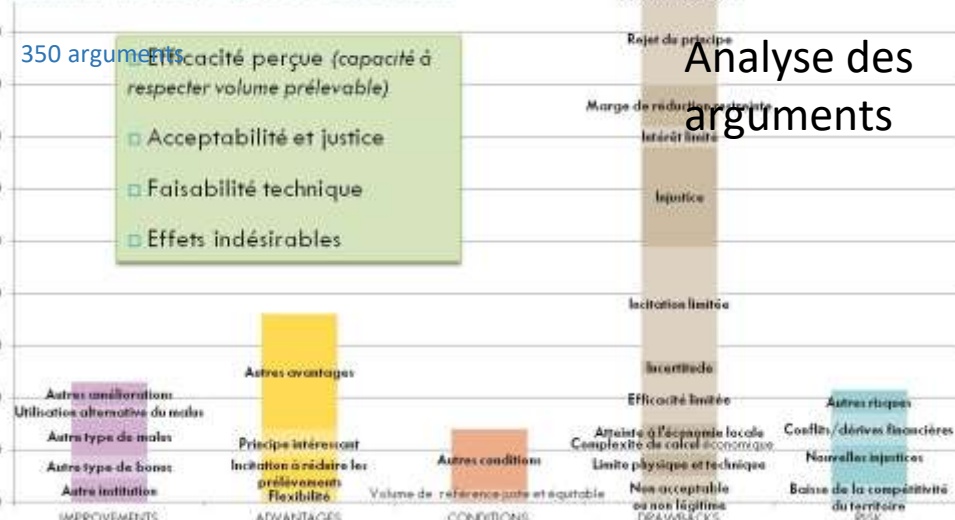 Analyse des
arguments
350 arguments
Efficacité perçue (capacité à
respecter volume prélevable)
Acceptabilité et justice
Faisabilité technique
Effets indésirables
Autres améliorations
Utilisation alternative du malus
Autre type de malus
Autre type de bonus
Autre institution
IMPROVEMENTS
Autres avantages
Principe intéressant
Incitation à réduire les
prélèvements
Flexibilité
ADVANTAGES
Autres conditions
Volume de référence juste et équitable
CONDITIONS
Rejet du principe
Marge de réduction restreinte
Intérêt limité
Injustice
Incitation limitée
Incertitude
Efficacité limitée
Atteinte à l'économie locale
Complexité de calcul économique
Limite physique et technique
Non acceptable
ou non légitime
DRAWBACKS
Autres risques
Conflits/dérives financières
Nouvelles injustices
Baisse de la compétitivité
du territoire
RISK